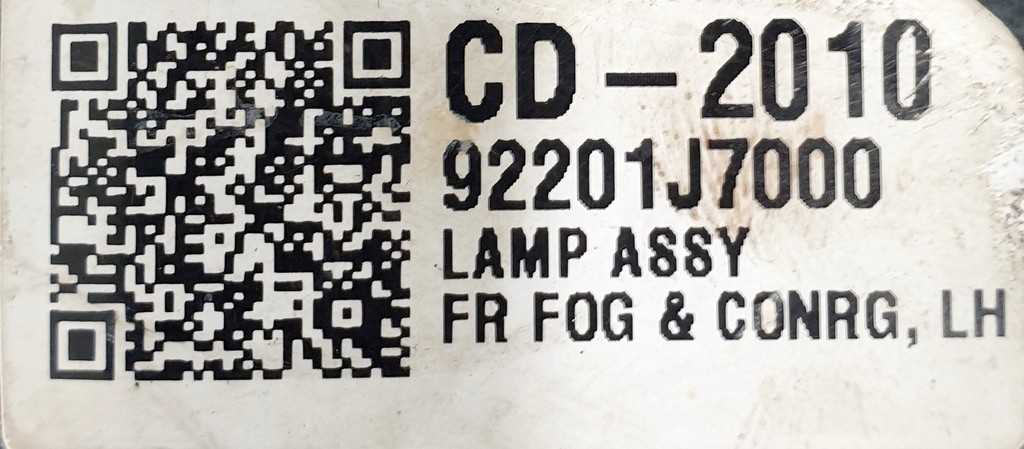 CD-2010
92201J7000
LAMP ASSY
FR FOG & CONRG, LH